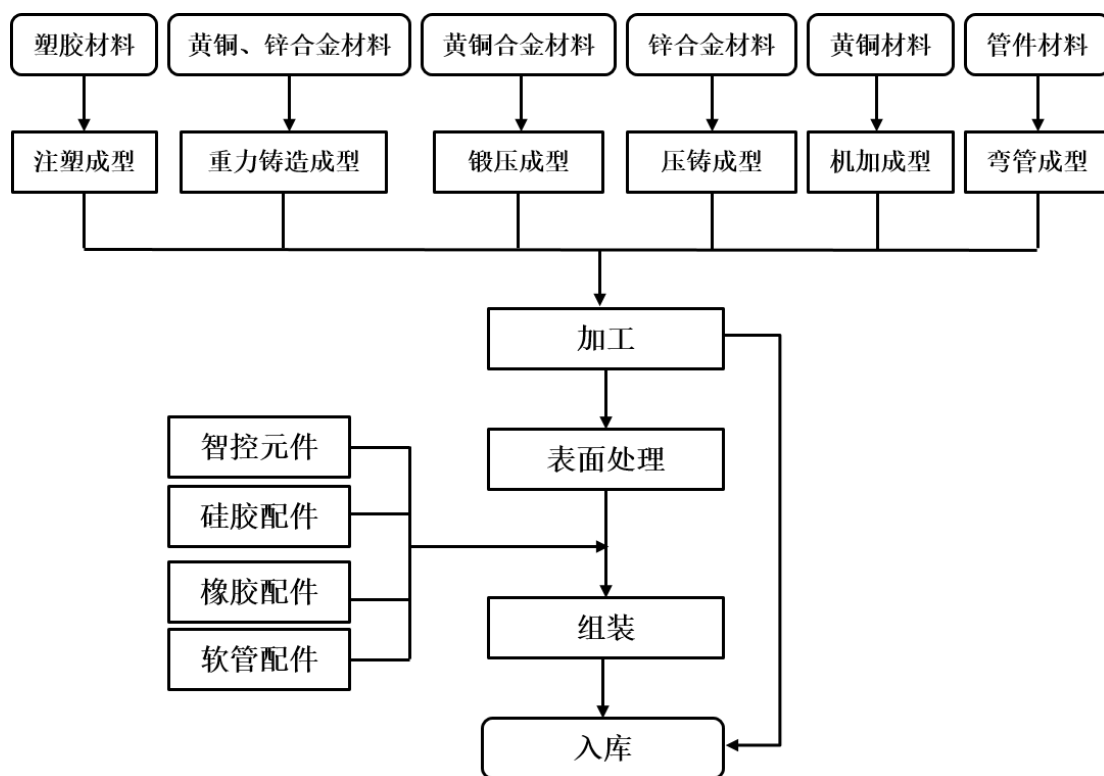 塑胶材料
黄铜、锌合金材料
黄铜合金材料
锌合金材料
黄铜材料
管件材料
注塑成型
重力铸造成型
锻压成型
压铸成型
机加成型
弯管成型
加工
表面处理
智控元件
硅胶配件
橡胶配件
软管配件
组装
入库